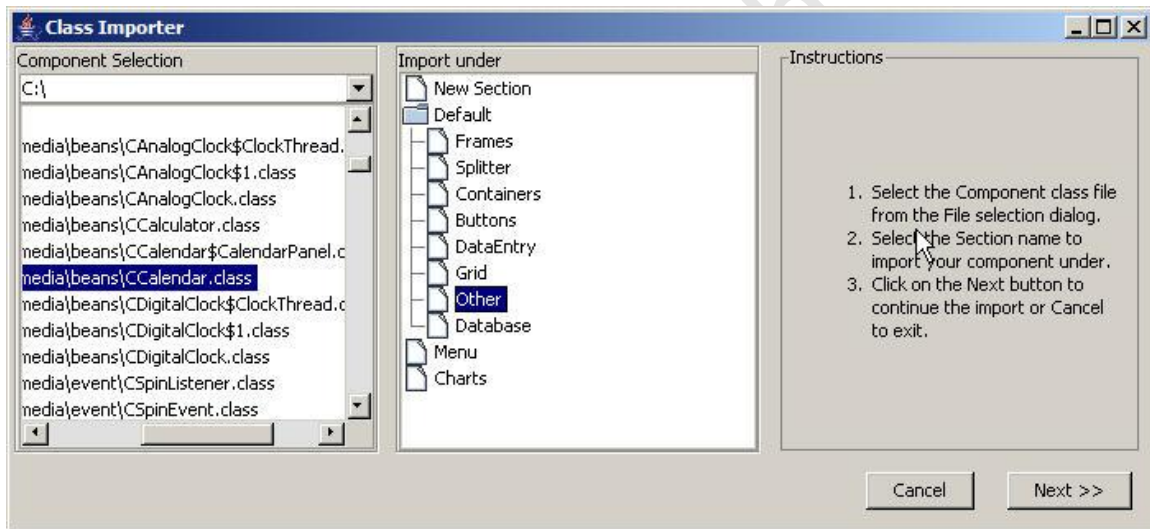 Class Importer
Component Selection
C:\
media\beans\CAnalogClock$ClockThread.
media\beans\CAnalogClock$1.class
media\beans\CAnalogClock.class
media\beans\CCalculator.class
media\beans\CCalendar$CalendarPanel.c
media\beans\CCalendar.class
media\beans\CDigitalClock$ClockThread.c
media\beans\CDigitalClock$1.class
media\beans\CDigitalClock.class
media\event\CSpinListener.class
media\event\CSpinEvent.class
Import under
New Section
Default
Frames
Splitter
Containers
Buttons
DataEntry
Grid
Other
Database
Menu
Charts
Instructions
1. Select the Component class file
from the File selection dialog.
2. Select the Section name to
import your component under.
3. Click on the Next button to
continue the import or Cancel
to exit.
Cancel
Next >>